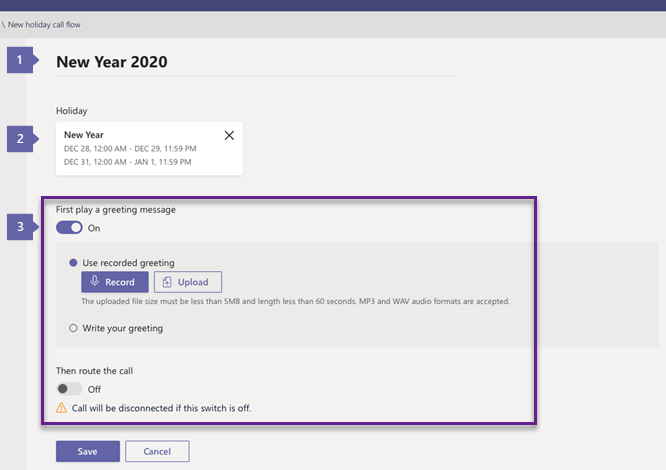 \ New holiday call flow
1
New Year 2020
Holiday
2
New Year
DEC 28, 12:00 AM - DEC 29, 11:59 PM
DEC 31, 12:00 AM - JAN 1, 11:59 PM
First play a greeting message
3
On
Use recorded greeting
Record Upload
The uploaded file size must be less than 5MB and length less than 60 seconds. MP3 and WAV audio formats are accepted.
Write your greeting
Then route the call
Off
Call will be disconnected if this switch is off.
Save Cancel